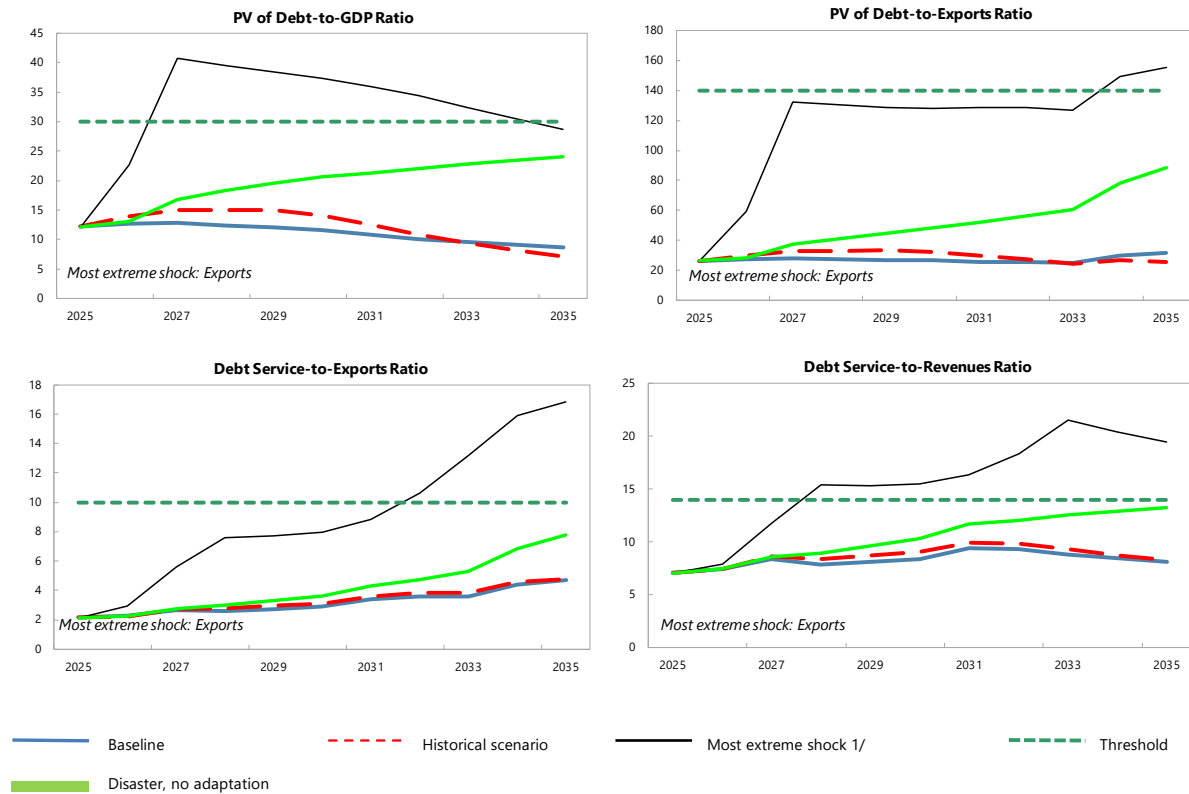 PV of Debt-to-GDP Ratio
45
40
35
30
25
20
15
10
5
0
Most extreme shock: Exports
2025 2027 2029 2031 2033 2035
PV of Debt-to-Exports Ratio
180
160
140
120
100
80
60
40
20
0
Most extreme shock: Exports
2025 2027 2029 2031 2033 2035
Debt Service-to-Exports Ratio
18
16
14
12
10
8
6
4
2
0
Most extreme shock: Exports
2025 2027 2029 2031 2033 2035
Debt Service-to-Revenues Ratio
25
20
15
10
5
0
Most extreme shock: Exports
2025 2027 2029 2031 2033 2035
Baseline Historical scenario Most extreme shock 1/ Threshold
Disaster, no adaptation